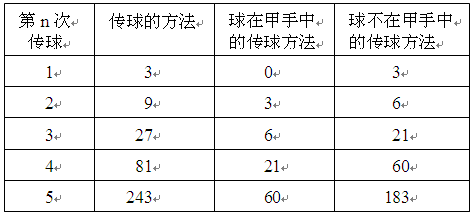 第 n 次↵ 传球↵ 传球的方法↵ 球在甲手中的传球方法↵ 球不在甲手中的传球方法↵
1↵ 3↵ 0↵ 3↵
2↵ 9↵ 3↵ 6↵
3↵ 27↵ 6↵ 21↵
4↵ 81↵ 21↵ 60↵
5↵ 243↵ 60↵ 183↵